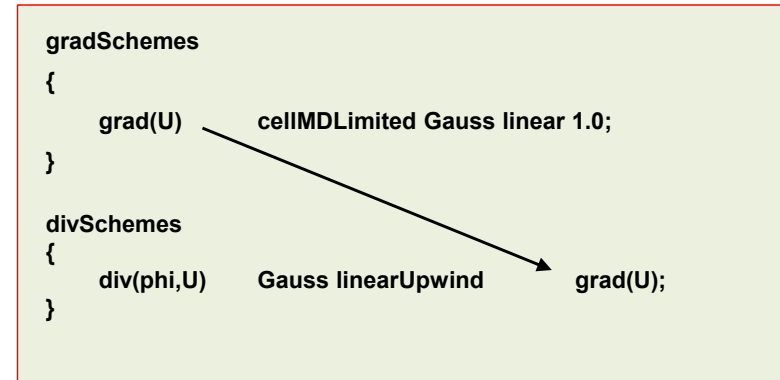 gradSchemes
{
grad(U) cellMDLimited Gauss linear 1.0;
}
divSchemes
{
div(phi,U) Gauss linearUpwind grad(U);
}